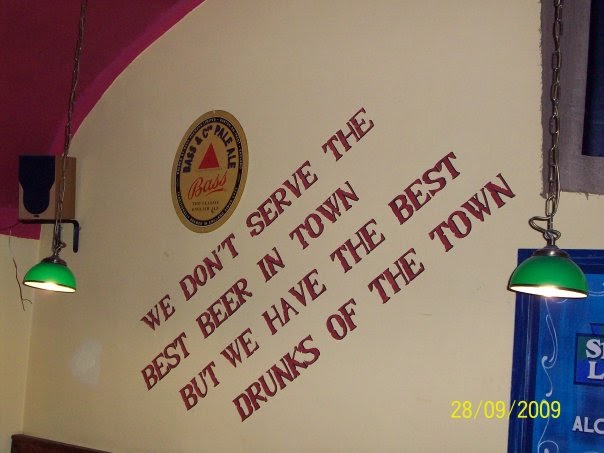 BASS & Co's PALE ALE
Bass
WE DON'T SERVE THE
BEST BEER IN TOWN
BUT WE HAVE THE BEST
DRUNKS OF THE TOWN
28/09/2009